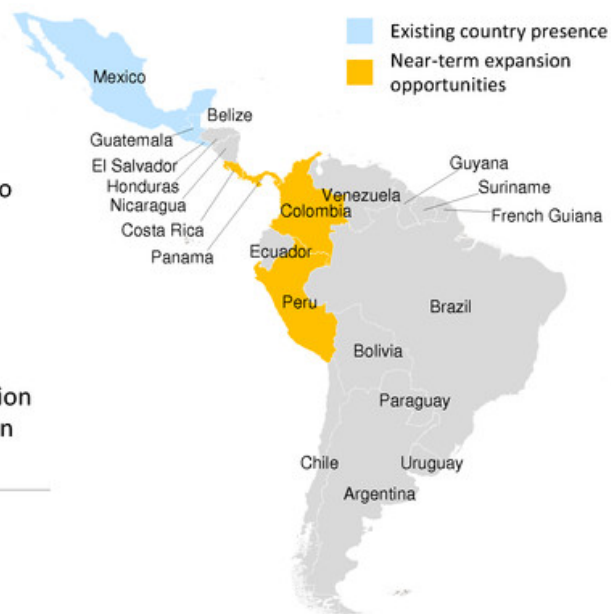 Existing country presence
Near-term expansion
opportunities
Mexico
Belize
Guatemala
El Salvador
Honduras
Nicaragua
Costa Rica
Panama
Guyana
Suriname
French Guiana
Venezuela
Colombia
Ecuador
Peru
Brazil
Bolivia
Paraguay
Chile
Uruguay
Argentina
o
ion
n